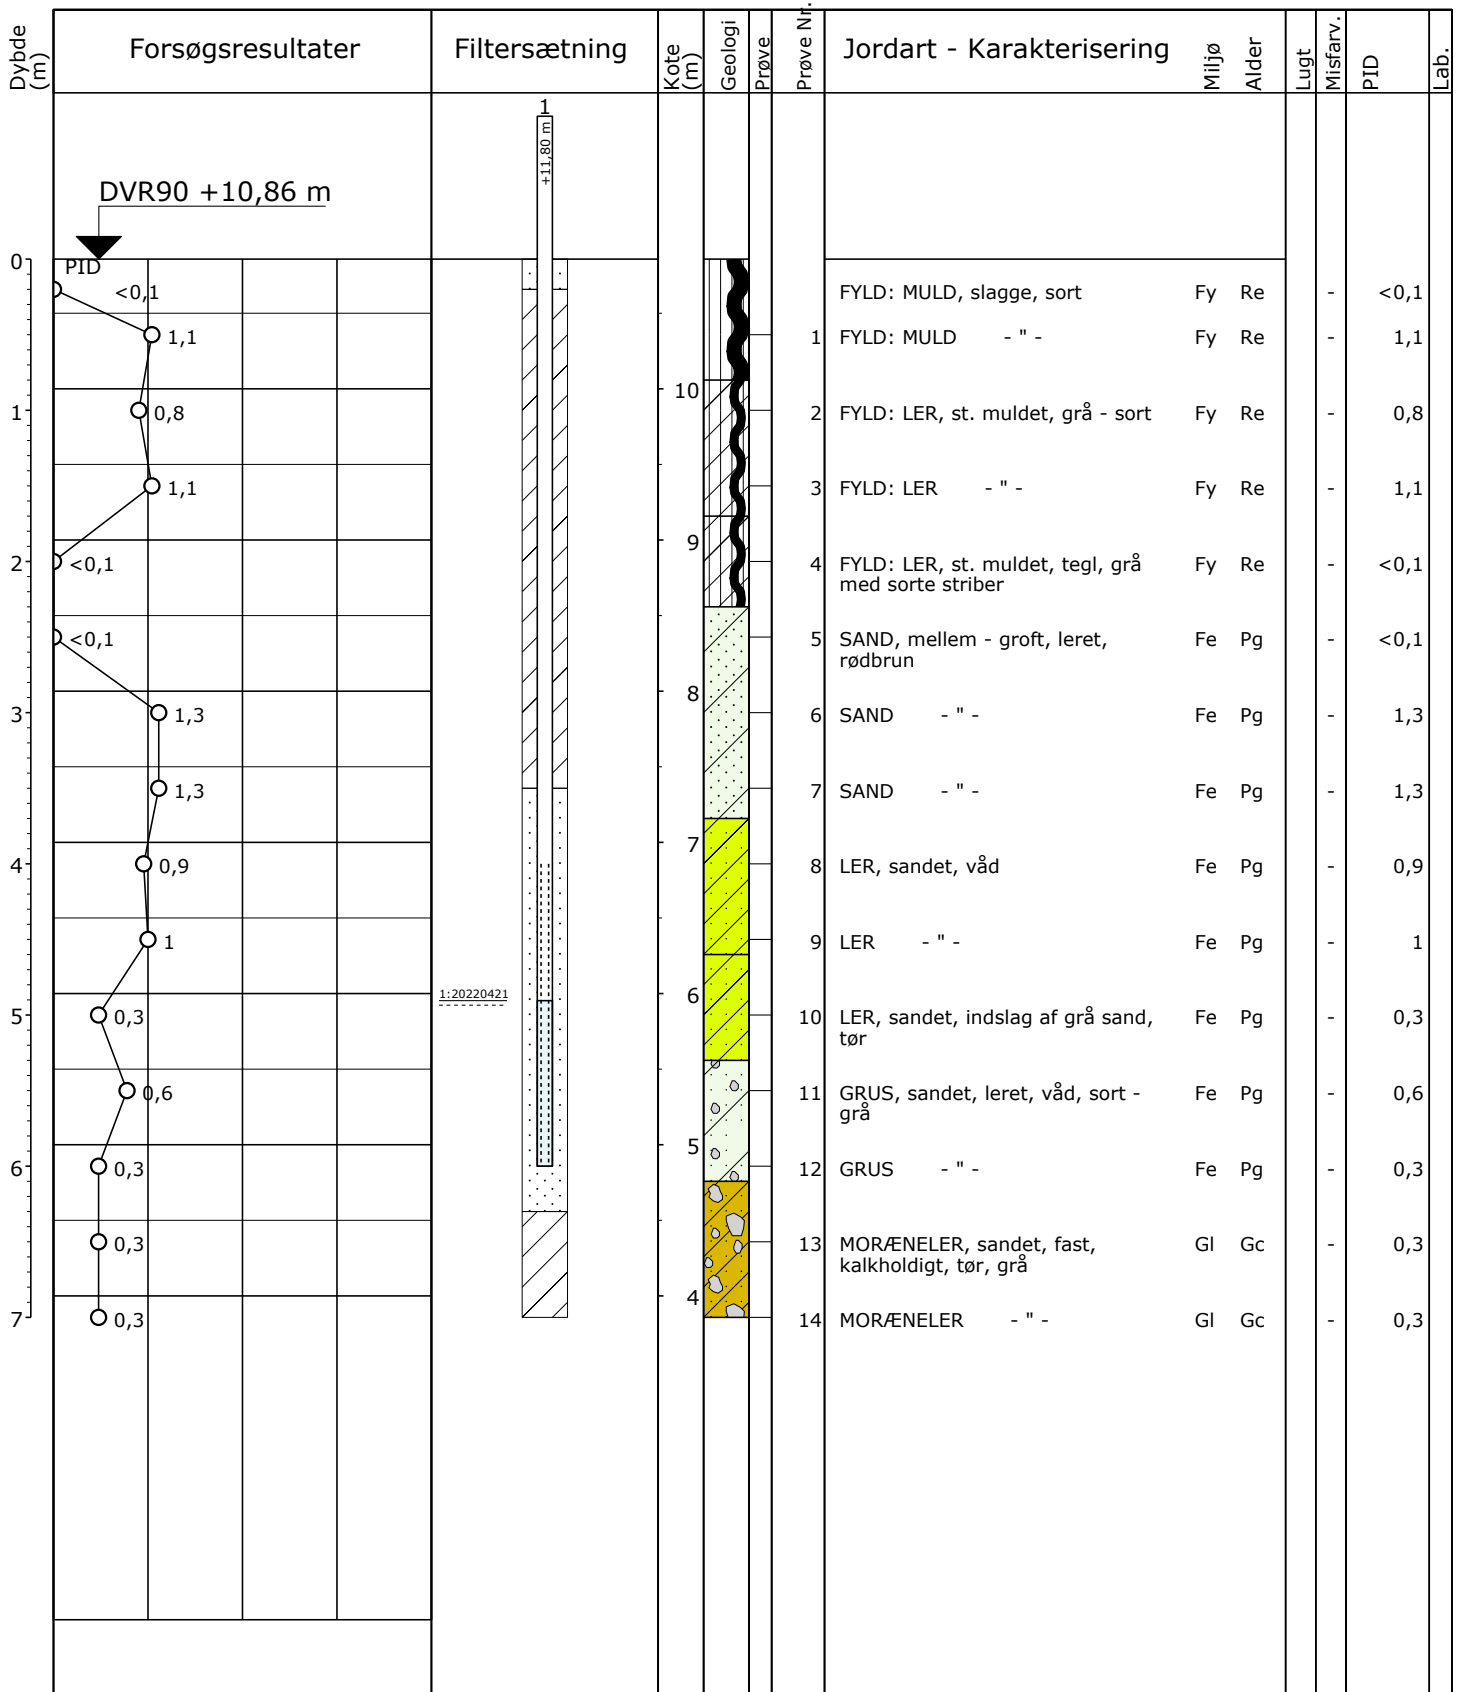 Dybde
(m)
Forsøgsresultater
Filtersætning
Kote
(m)
Geologi
Prøve
Prøve Nr.
Jordart - Karakterisering
Miljø
Alder
Lugt
Misfarv.
PID
Lab.
1
+11,80 m
DVR90 +10,86 m
0
PID
<0,1
FYLD: MULD, slagge, sort Fy Re - <0,1
1,1
1 FYLD: MULD - " - Fy Re - 1,1
10
1
0,8
2 FYLD: LER, st. muldet, grå - sort Fy Re - 0,8
1,1
3 FYLD: LER - " - Fy Re - 1,1
9
2
<0,1
4 FYLD: LER, st. muldet, tegl, grå Fy Re - <0,1
med sorte striber
<0,1
5 SAND, mellem - groft, leret, Fe Pg - <0,1
rødbrun
8
3
1,3
6 SAND - " - Fe Pg - 1,3
1,3
7 SAND - " - Fe Pg - 1,3
7
4
0,9
8 LER, sandet, våd Fe Pg - 0,9
1
9 LER - " - Fe Pg - 1
1:20220421
6
5
0,3
10 LER, sandet, indslag af grå sand, Fe Pg - 0,3
tør
0,6
11 GRUS, sandet, leret, våd, sort - Fe Pg - 0,6
grå
5
6
0,3
12 GRUS - " - Fe Pg - 0,3
0,3
13 MORÆNELER, sandet, fast, Gl Gc - 0,3
kalkholdigt, tør, grå
4
7
0,3
14 MORÆNELER - " - Gl Gc - 0,3